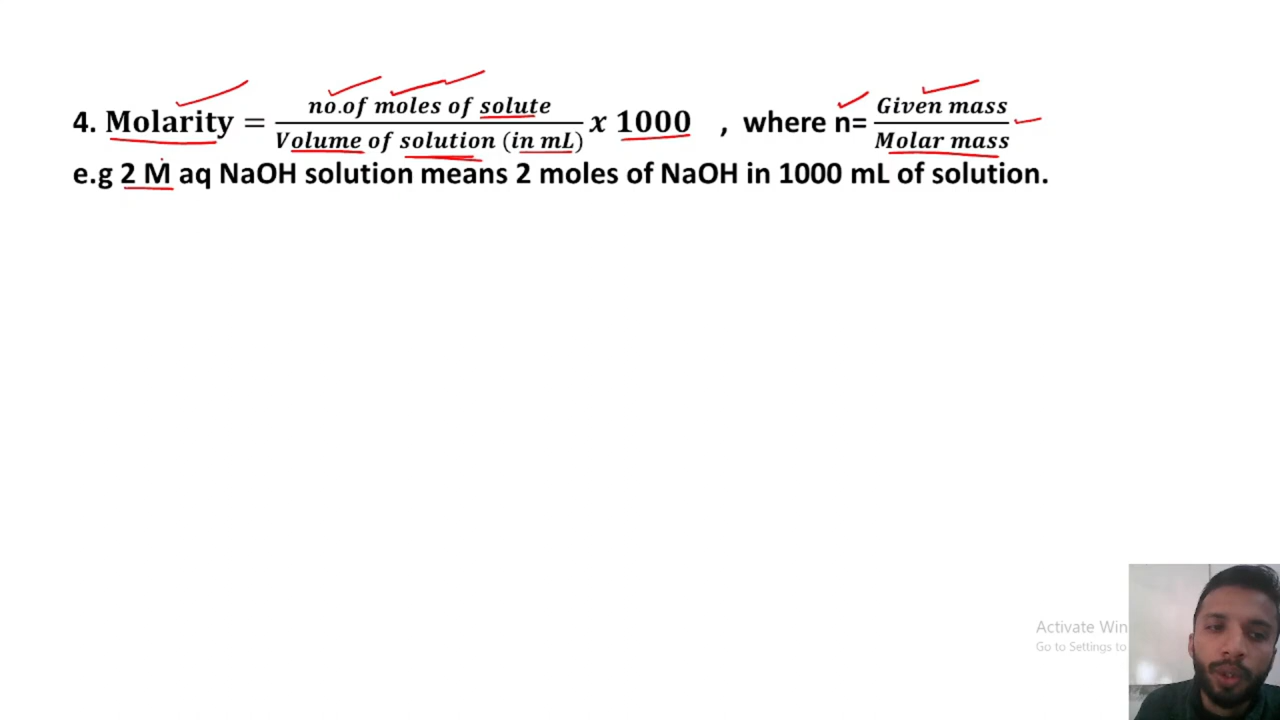 4. Molarity = no.of moles of solute / Volume of solution (in mL) x 1000 , where n= Given mass / Molar mass
e.g 2 M aq NaOH solution means 2 moles of NaOH in 1000 mL of solution.
Activate Win
Go to Settings to